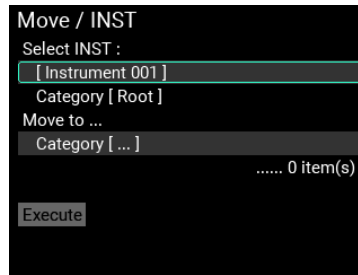 Move / INST
Select INST :
[ Instrument 001 ]
Category [ Root ]
Move to ...
Category [ ... ]
...... 0 item(s)
Execute